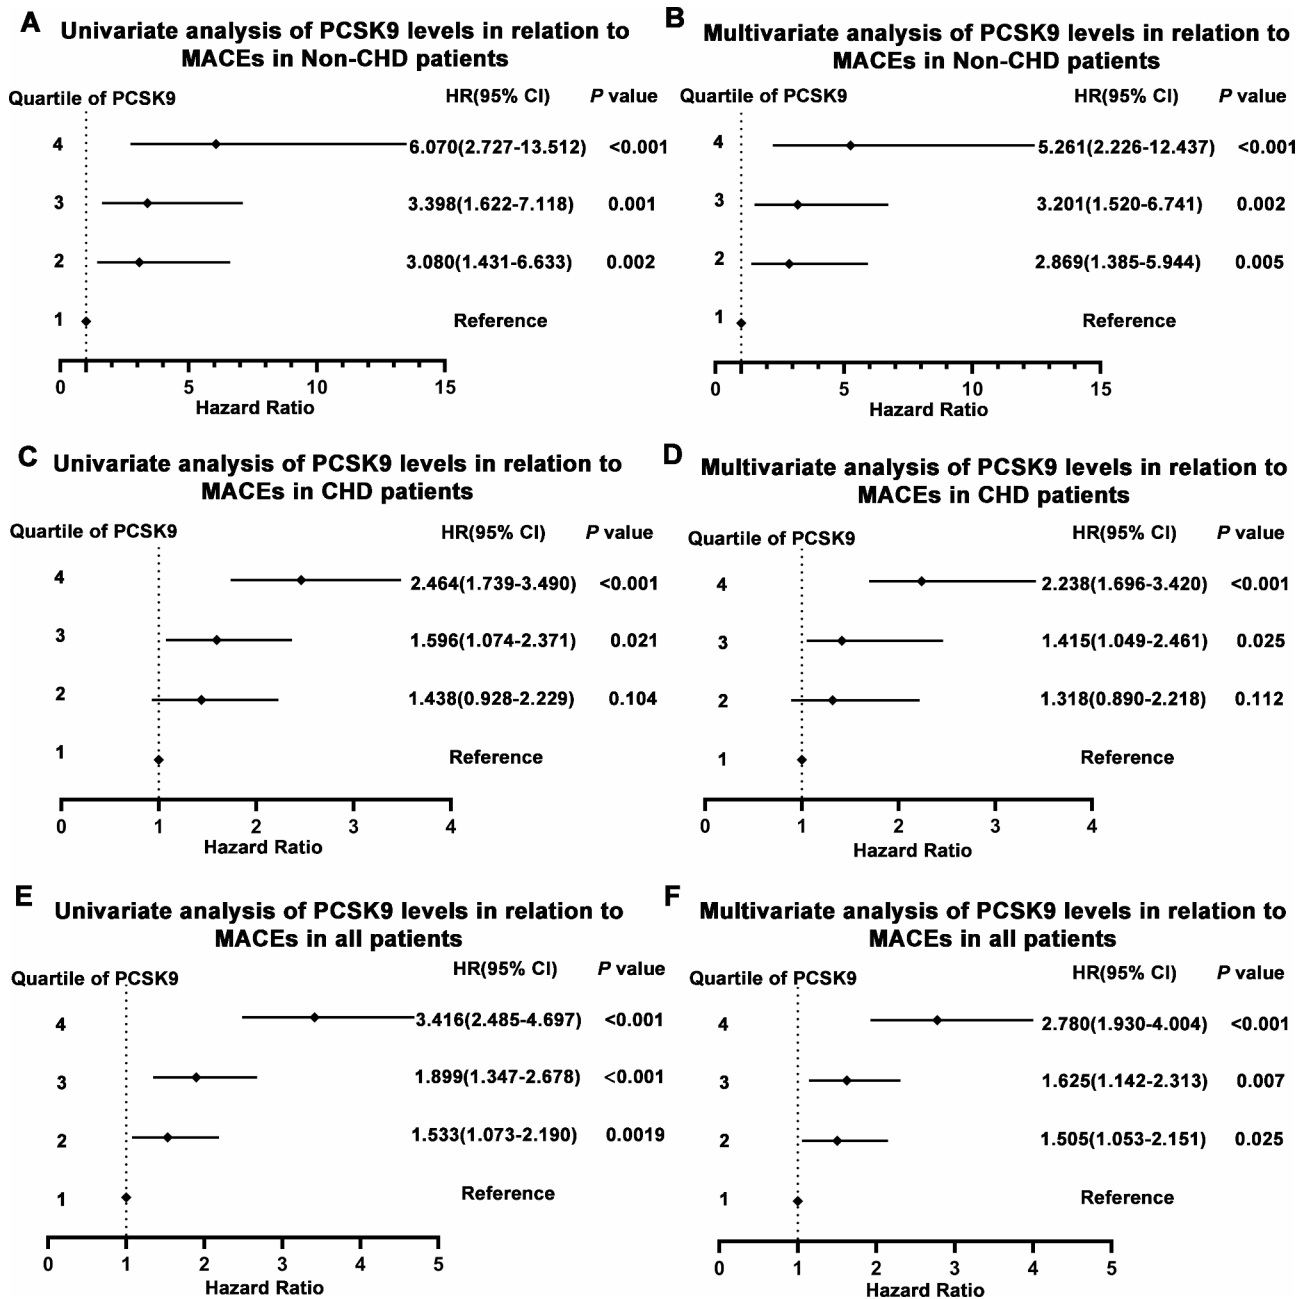 A Univariate analysis of PCSK9 levels in relation to
MACEs in Non-CHD patients
Quartile of PCSK9 HR(95% CI) P value
4 6.070(2.727-13.512) <0.001
3 3.398(1.622-7.118) 0.001
2 3.080(1.431-6.633) 0.002
1 Reference
0 5 10 15
Hazard Ratio
B Multivariate analysis of PCSK9 levels in relation to
MACEs in Non-CHD patients
Quartile of PCSK9 HR(95% CI) P value
4 5.261(2.226-12.437) <0.001
3 3.201(1.520-6.741) 0.002
2 2.869(1.385-5.944) 0.005
1 Reference
0 5 10 15
Hazard Ratio
C Univariate analysis of PCSK9 levels in relation to
MACEs in CHD patients
Quartile of PCSK9 HR(95% CI) P value
4 2.464(1.739-3.490) <0.001
3 1.596(1.074-2.371) 0.021
2 1.438(0.928-2.229) 0.104
1 Reference
0 1 2 3 4
Hazard Ratio
D Multivariate analysis of PCSK9 levels in relation to
MACEs in CHD patients
Quartile of PCSK9 HR(95% CI) P value
4 2.238(1.696-3.420) <0.001
3 1.415(1.049-2.461) 0.025
2 1.318(0.890-2.218) 0.112
1 Reference
0 1 2 3 4
Hazard Ratio
E Univariate analysis of PCSK9 levels in relation to
MACEs in all patients
Quartile of PCSK9 HR(95% CI) P value
4 3.416(2.485-4.697) <0.001
3 1.899(1.347-2.678) <0.001
2 1.533(1.073-2.190) 0.0019
1 Reference
0 1 2 3 4 5
Hazard Ratio
F Multivariate analysis of PCSK9 levels in relation to
MACEs in all patients
Quartile of PCSK9 HR(95% CI) P value
4 2.780(1.930-4.004) <0.001
3 1.625(1.142-2.313) 0.007
2 1.505(1.053-2.151) 0.025
1 Reference
0 1 2 3 4 5
Hazard Ratio